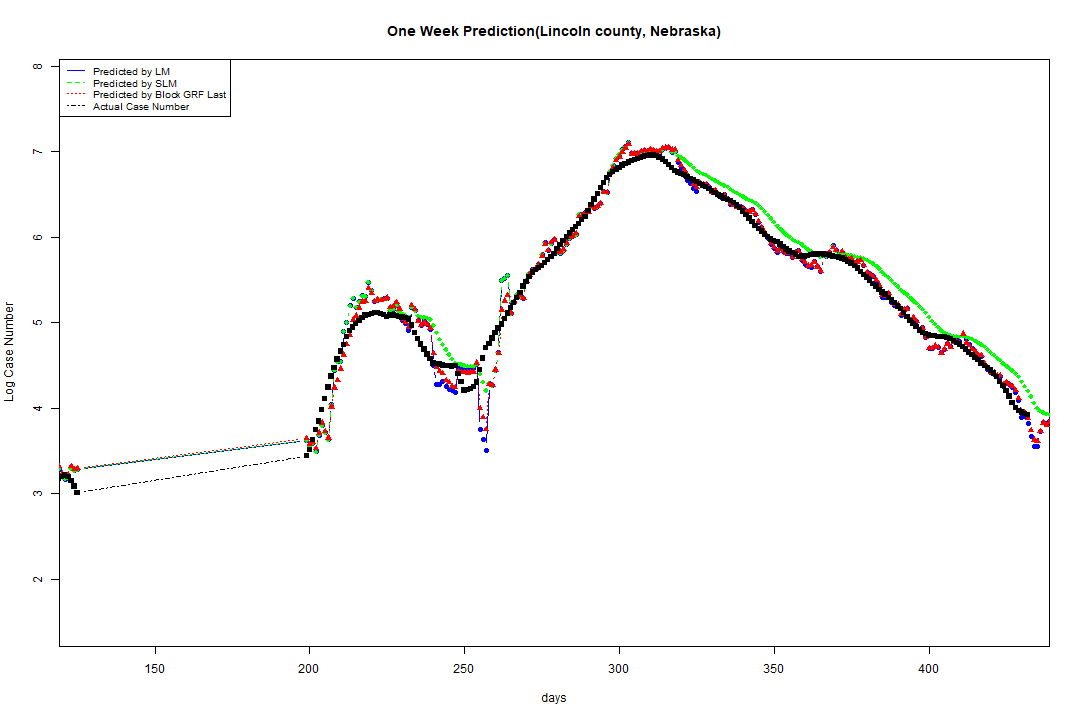 One Week Prediction(Lincoln county, Nebraska)
Predicted by LM
Predicted by SLM
Predicted by Block GRF Last
Actual Case Number
8
7
6
5
4
3
2
Log Case Number
150 200 250 300 350 400
days